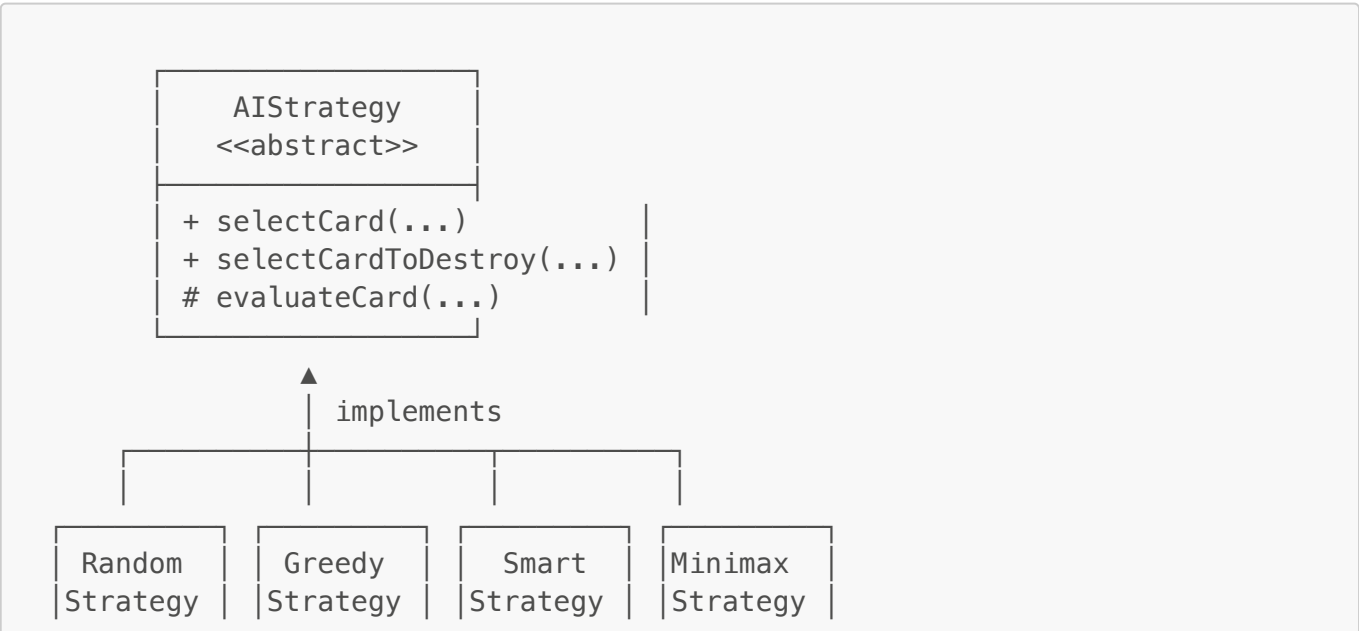 AIStrategy
<<abstract>>
+ selectCard(...)
+ selectCardToDestroy(...)
# evaluateCard(...)
implements
Random Greedy Smart Minimax
Strategy Strategy Strategy Strategy